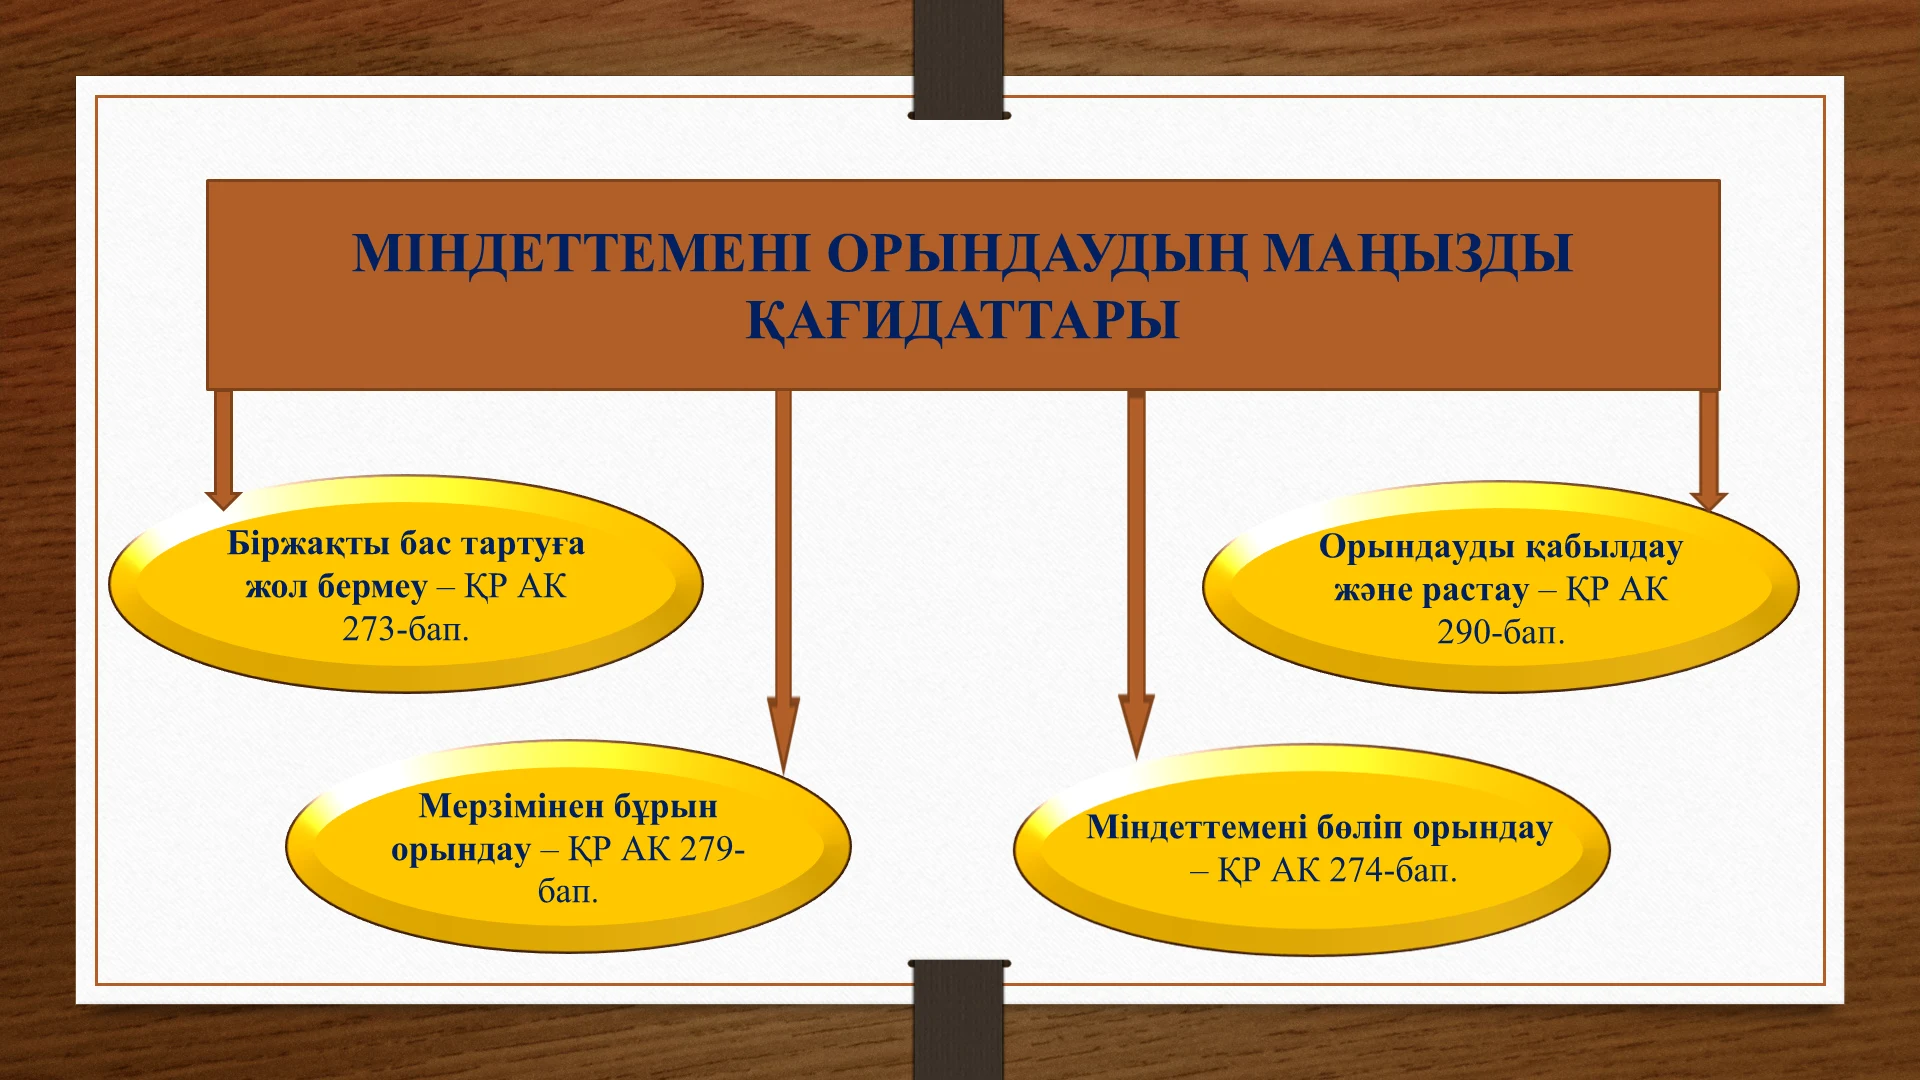 МІНДЕТТЕМЕНІ ОРЫНДАУДЫҢ МАҢЫЗДЫ
ҚАҒИДАТТАРЫ
Біржақты бас тартуға
жол бермеу – ҚР АК
273-бап.
Орындауды қабылдау
және растау – ҚР АК
290-бап.
Мерзімінен бұрын
орындау – ҚР АК 279-
бап.
Міндеттемені бөліп орындау
– ҚР АК 274-бап.